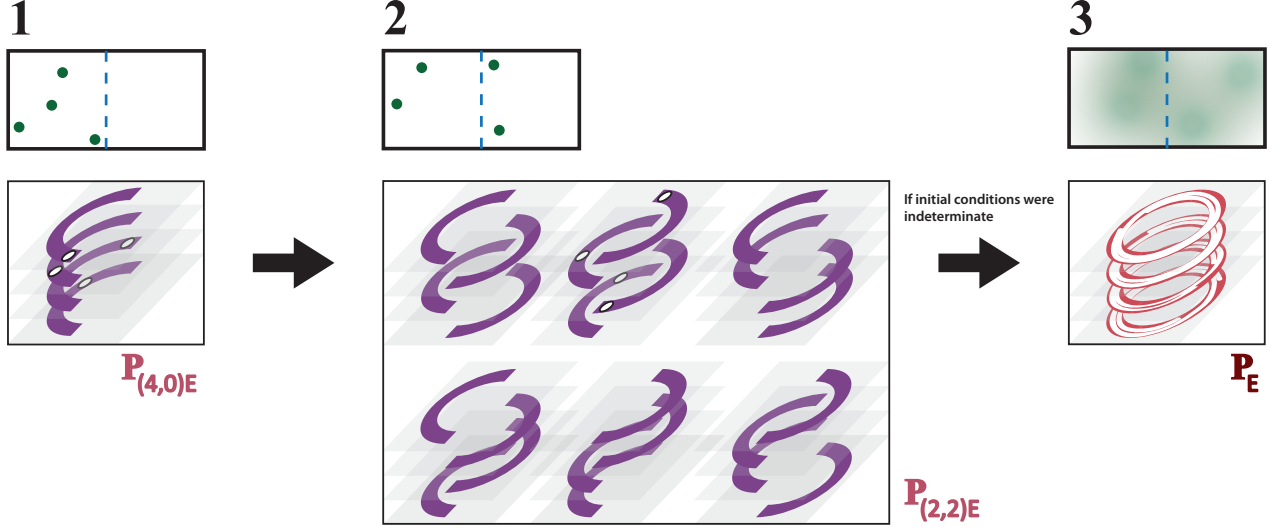 1
2
3
If initial conditions were
indeterminate
P(4,0)E
P(2,2)E
PE